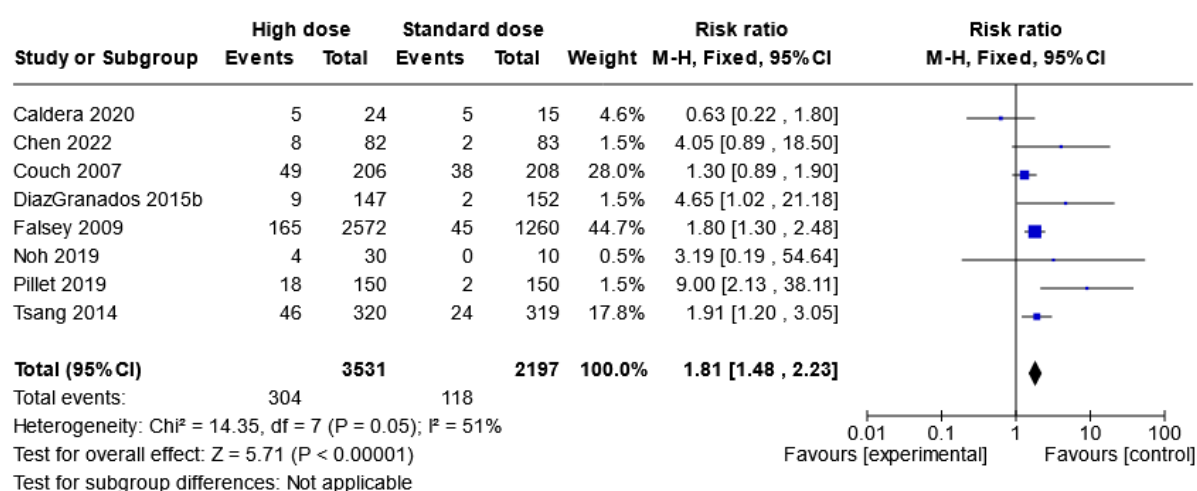 High dose Standard dose Risk ratio Risk ratio
Study or Subgroup Events Total Events Total Weight M-H, Fixed, 95% CI M-H, Fixed, 95% CI
Caldera 2020 5 24 5 15 4.6% 0.63 [0.22 , 1.80]
Chen 2022 8 82 2 83 1.5% 4.05 [0.89 , 18.50]
Couch 2007 49 206 38 208 28.0% 1.30 [0.89 , 1.90]
DiazGranados 2015b 9 147 2 152 1.5% 4.65 [1.02 , 21.18]
Falsey 2009 165 2572 45 1260 44.7% 1.80 [1.30 , 2.48]
Noh 2019 4 30 0 10 0.5% 3.19 [0.19 , 54.64]
Pillet 2019 18 150 2 150 1.5% 9.00 [2.13 , 38.11]
Tsang 2014 46 320 24 319 17.8% 1.91 [1.20 , 3.05]
Total (95% CI) 3531 2197 100.0% 1.81 [1.48 , 2.23]
Total events: 304 118
Heterogeneity: Chi² = 14.35, df = 7 (P = 0.05); I² = 51%
0.01 0.1 1 10 100
Test for overall effect: Z = 5.71 (P < 0.00001)
Favours [experimental] Favours [control]
Test for subgroup differences: Not applicable